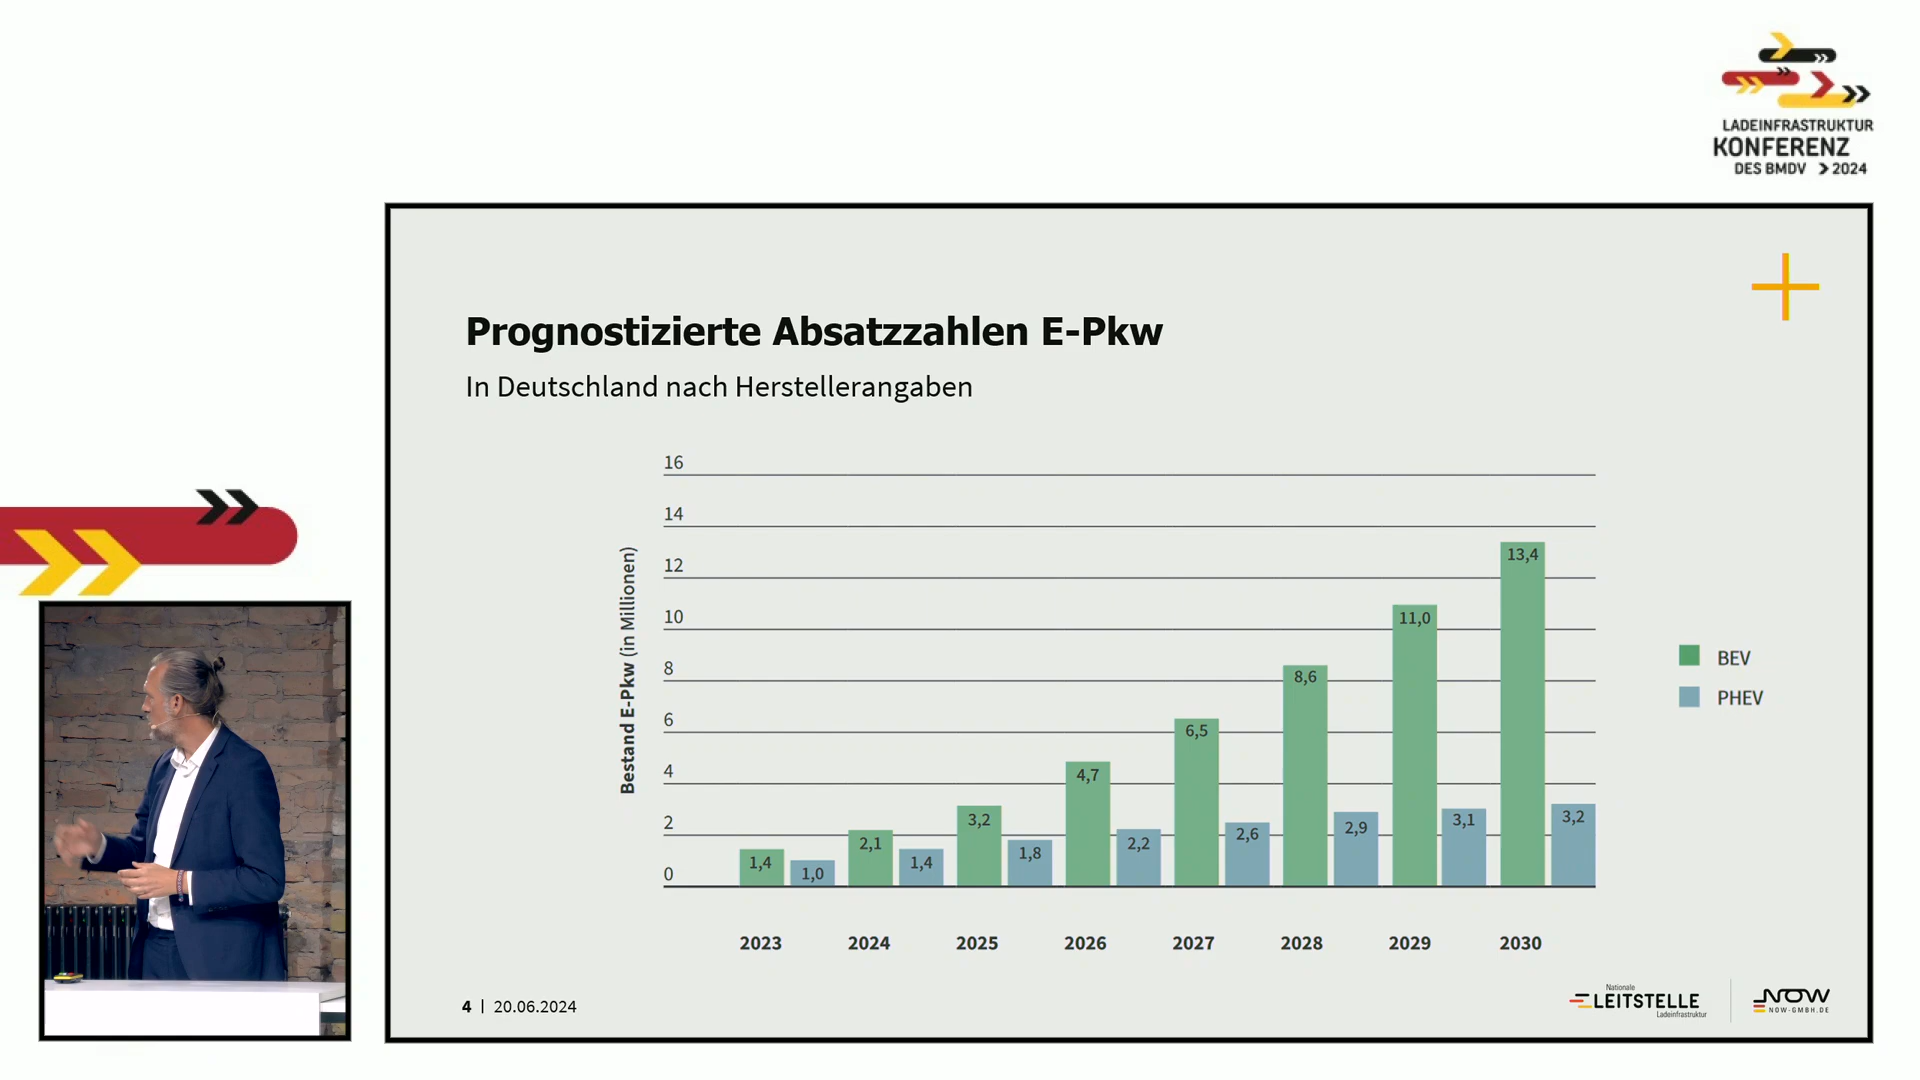 LADEINFRASTRUKTUR
KONFERENZ
DES BMDV 2024
Prognostizierte Absatzzahlen E-Pkw
In Deutschland nach Herstellerangaben
Bestand E-Pkw (in Millionen)
16
14
12
10
8
6
4
2
0
1,4
1,0
2,1
1,4
3,2
1,8
4,7
2,2
6,5
2,6
8,6
2,9
11,0
3,1
13,4
3,2
2023 2024 2025 2026 2027 2028 2029 2030
BEV
PHEV
4 | 20.06.2024
Nationale
LEITSTELLE
Ladeinfrastruktur
NOW
NOW-GMBH.DE